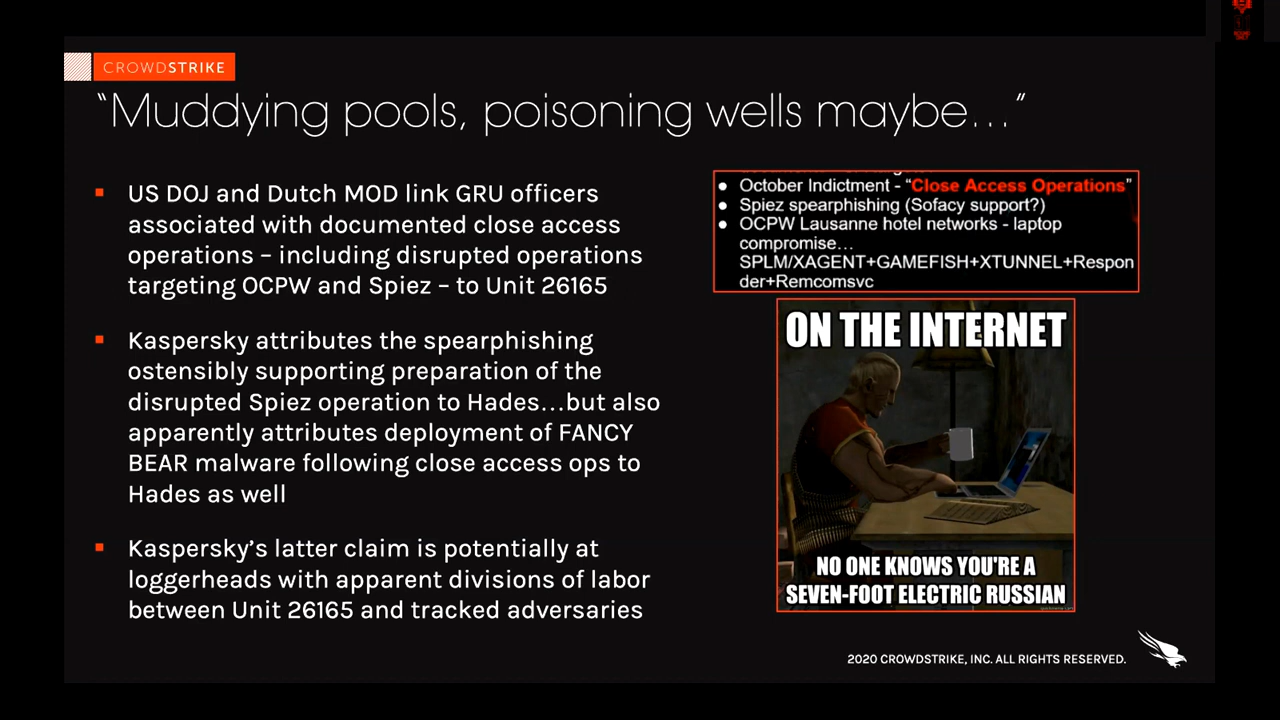 CROWDSTRIKE
“Muddying pools, poisoning wells maybe…”
US DOJ and Dutch MOD link GRU officers
associated with documented close access
operations – including disrupted operations
targeting OCPW and Spiez – to Unit 26165
Kaspersky attributes the spearphishing
ostensibly supporting preparation of the
disrupted Spiez operation to Hades…but also
apparently attributes deployment of FANCY
BEAR malware following close access ops to
Hades as well
Kaspersky’s latter claim is potentially at
loggerheads with apparent divisions of labor
between Unit 26165 and tracked adversaries
October Indictment - “Close Access Operations”
Spiez spearphishing (Sofacy support?)
OCPW Lausanne hotel networks - laptop
compromise…
SPLM/XAGENT+GAMEFISH+XTUNNEL+Respon
der+Remcomsvc
ON THE INTERNET
NO ONE KNOWS YOU'RE A
SEVEN-FOOT ELECTRIC RUSSIAN
2020 CROWDSTRIKE, INC. ALL RIGHTS RESERVED.